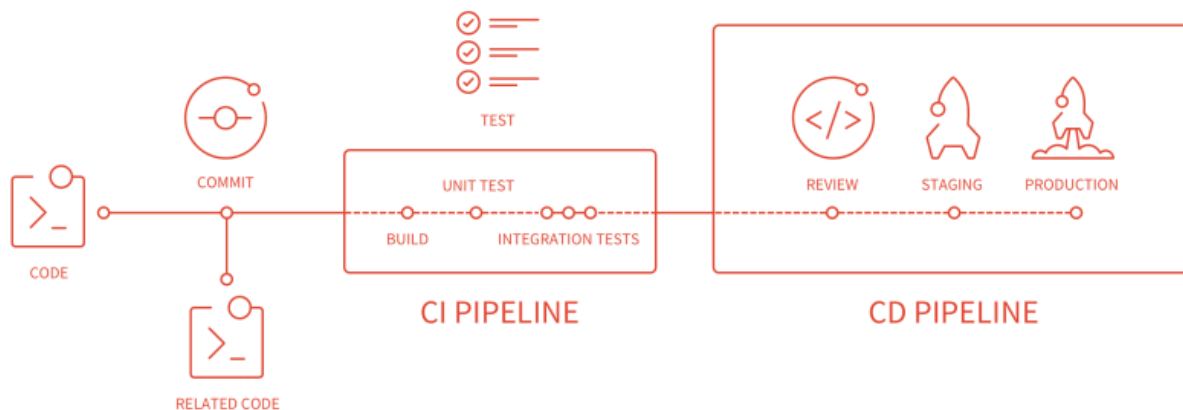 TEST
COMMIT
REVIEW
STAGING
PRODUCTION
UNIT TEST
BUILD
INTEGRATION TESTS
CODE
CI PIPELINE
CD PIPELINE
RELATED CODE